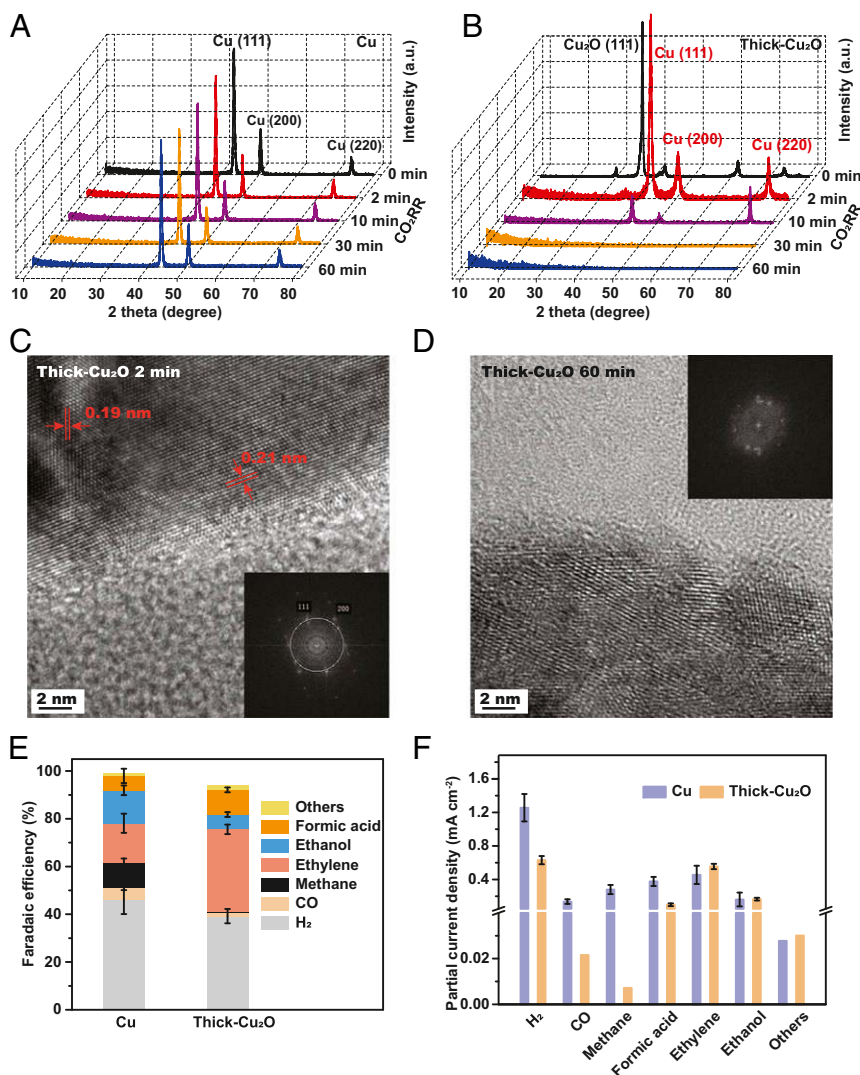 A
Cu (111)
Cu
Cu (200)
Cu (220)
Intensity (a.u.)
0 min
2 min
10 min
30 min
60 min
CO₂RR
10 20 30 40 50 60 70 80
2 theta (degree)
B
Cu₂O (111)
Thick-Cu₂O
Cu (111)
Cu (200)
Cu (220)
Intensity (a.u.)
0 min
2 min
10 min
30 min
60 min
CO₂RR
10 20 30 40 50 60 70 80
2 theta (degree)
C
Thick-Cu₂O 2 min
0.19 nm
0.21 nm
111 200
2 nm
D
Thick-Cu₂O 60 min
2 nm
E
Faradaic efficiency (%)
100
80
60
40
20
0
Others
Formic acid
Ethanol
Ethylene
Methane
CO
H₂
Cu Thick-Cu₂O
F
Partial current density (mA cm⁻²)
1.6
1.2
0.8
0.4
0.02
0.00
Cu Thick-Cu₂O
H₂
CO
Methane
Formic acid
Ethylene
Ethanol
Others